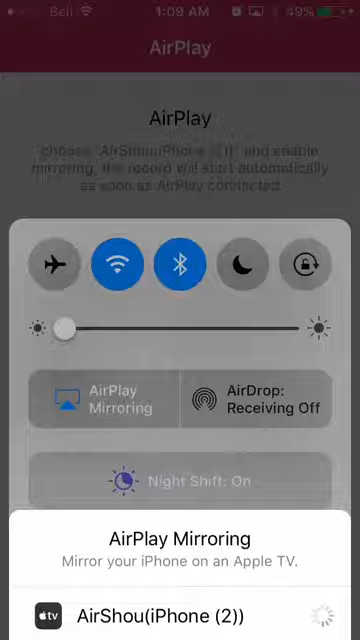 Bell 1:09 AM 49%
AirPlay
AirPlay
choose "AirShou(iPhone (2))" and enable
mirroring, the record will start automatically
as soon as AirPlay connected
AirPlay
Mirroring
AirDrop:
Receiving Off
Night Shift: On
AirPlay Mirroring
Mirror your iPhone on an Apple TV.
tv AirShou(iPhone (2))